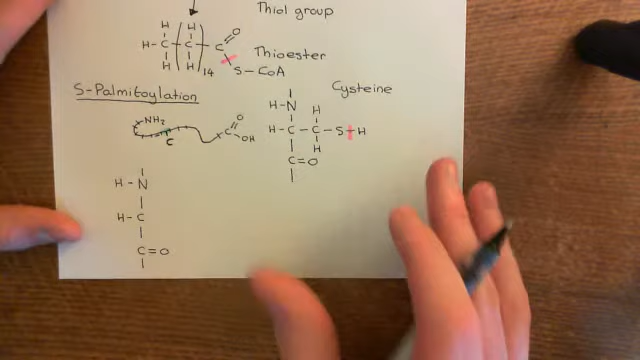 Thiol group
H H
H-C-(C)-C=O
H H 14
S-CoA
Thioester
S-Palmitoylation
Cysteine
NH2
C
C=O
OH
H-N
H
H-C-C-S-H
H
C=O
H-N
H-C
C=O